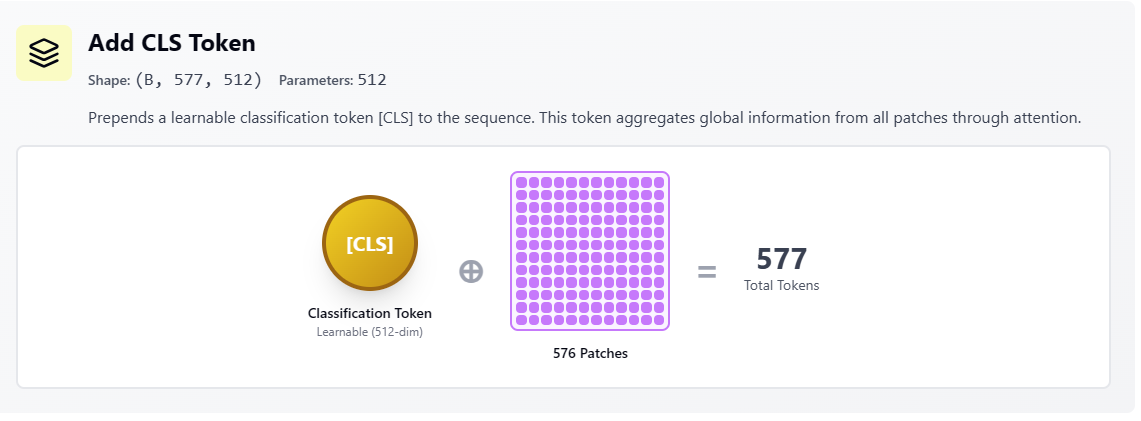 Add CLS Token
Shape: (B, 577, 512) Parameters: 512
Prepends a learnable classification token [CLS] to the sequence. This token aggregates global information from all patches through attention.
[CLS]
Classification Token
Learnable (512-dim)
⊕
576 Patches
=
577
Total Tokens